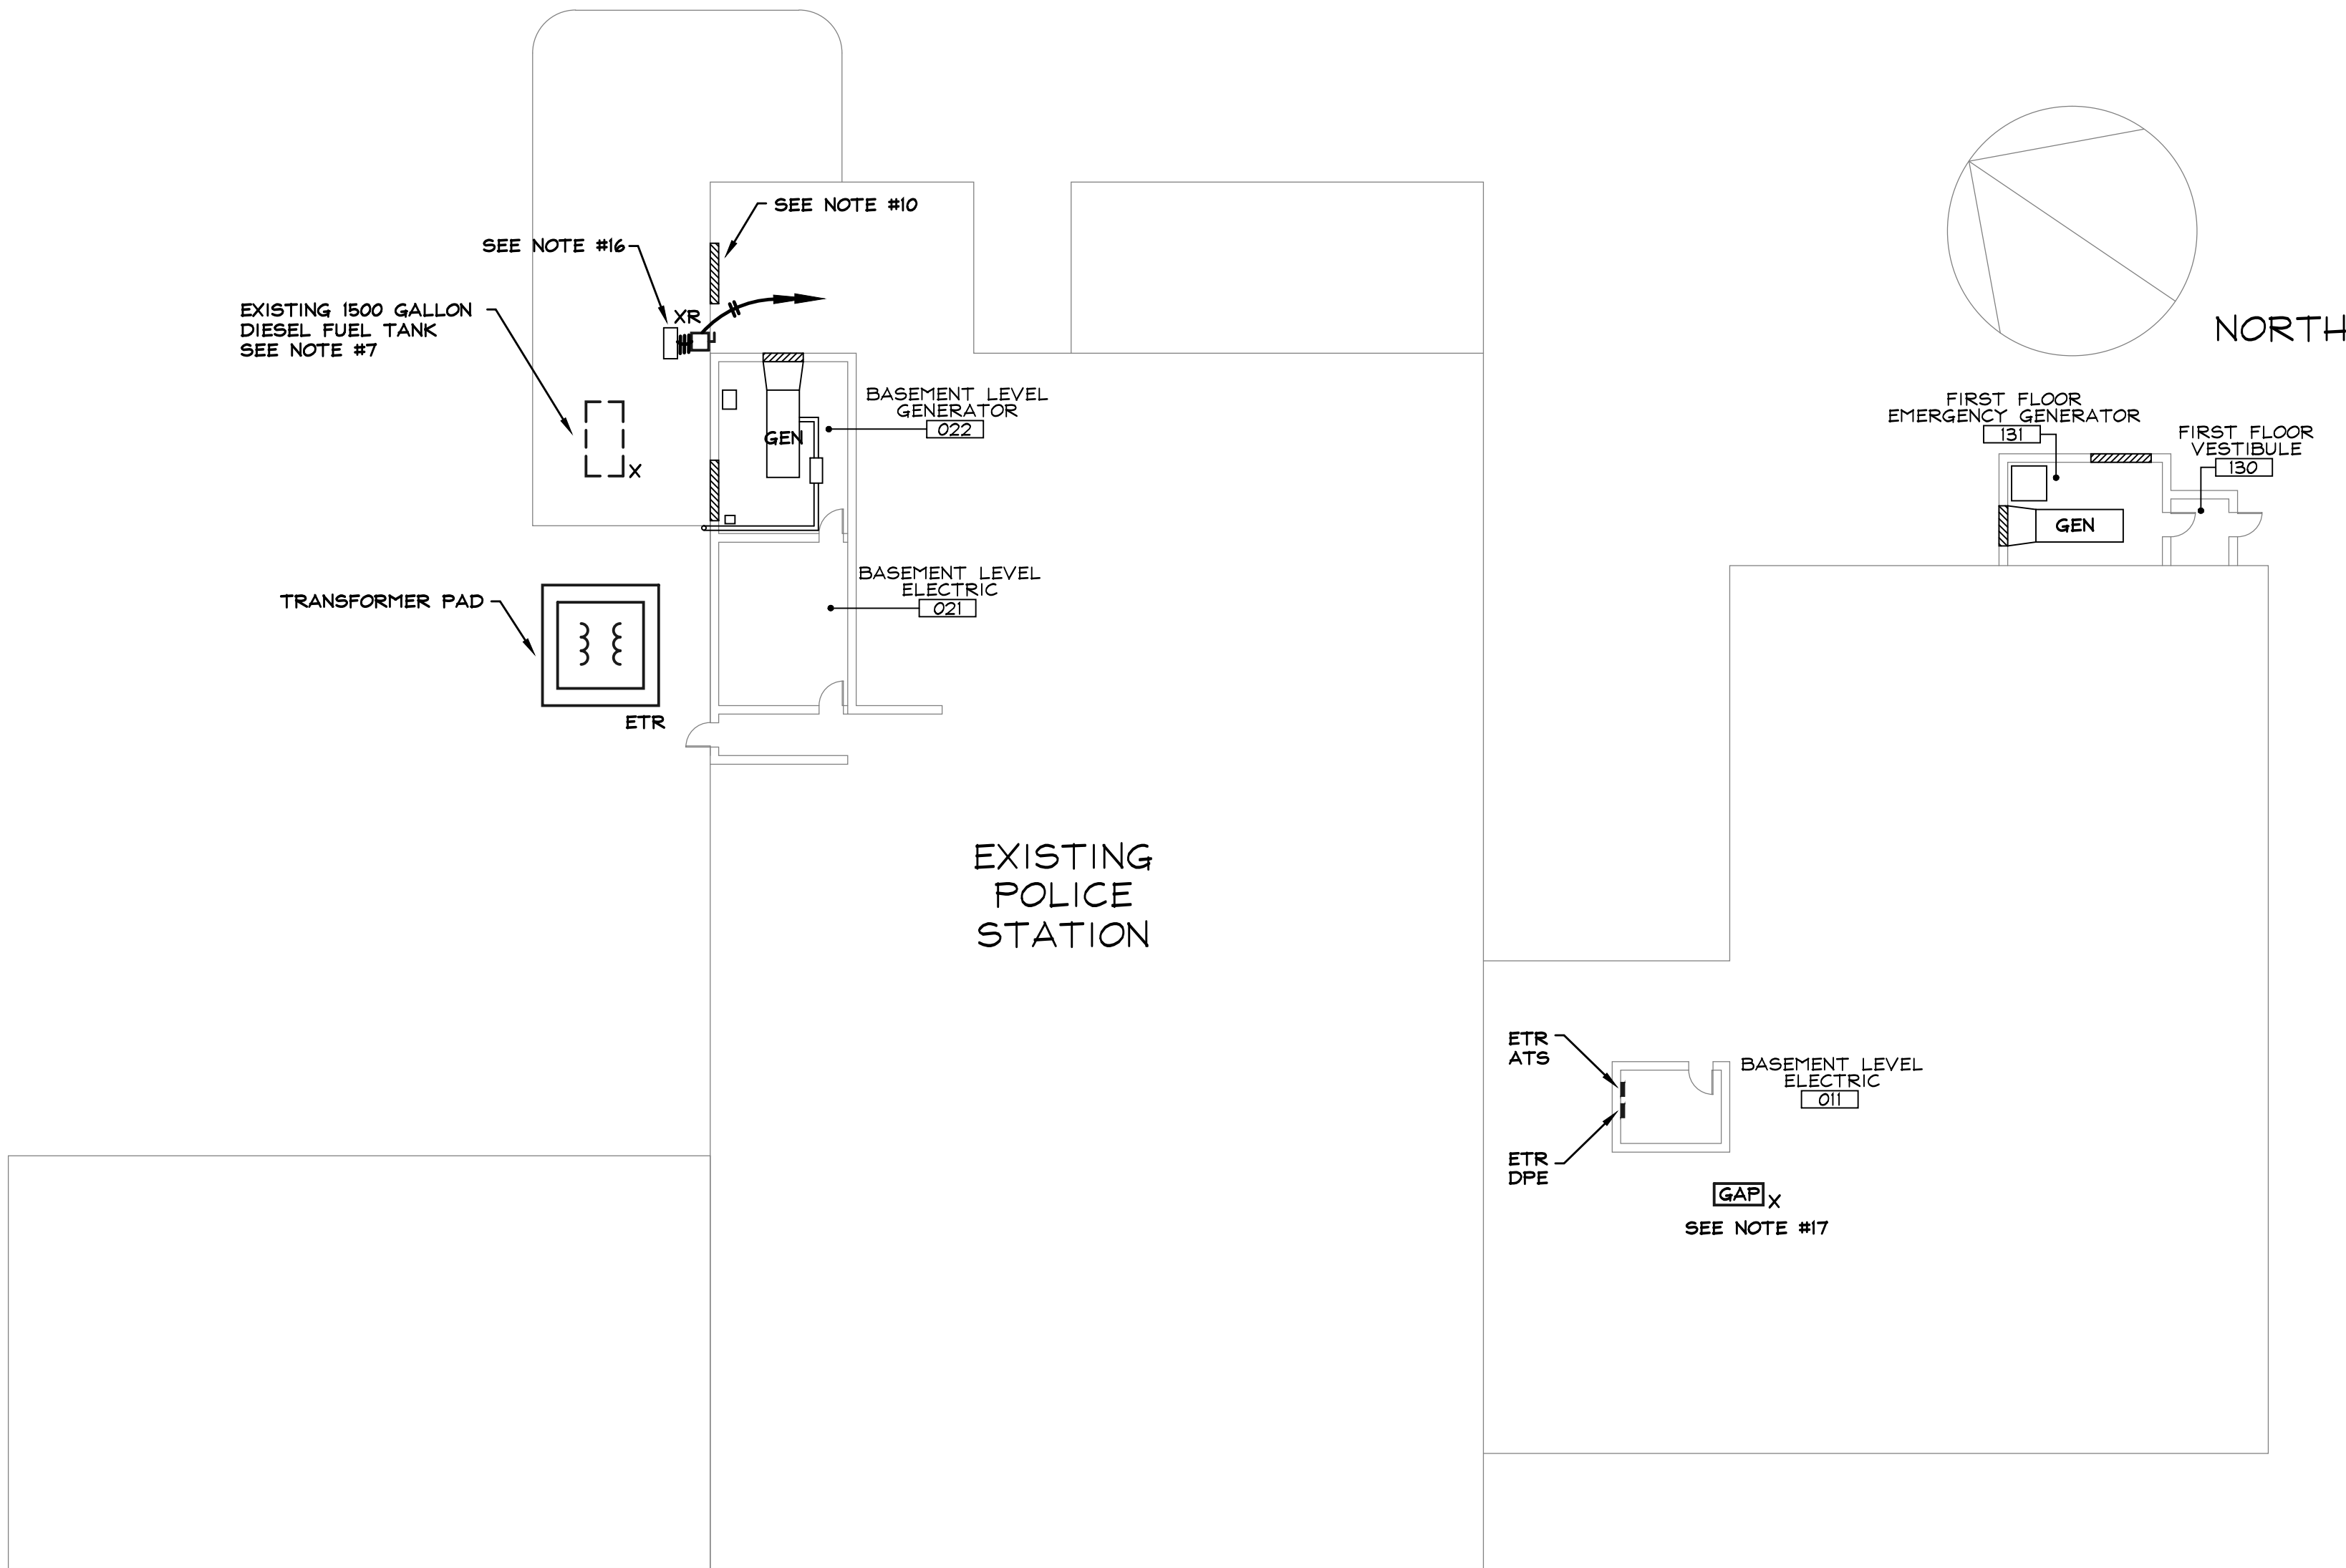 SEE NOTE #10
SEE NOTE #16
XR
EXISTING 1500 GALLON
DIESEL FUEL TANK
SEE NOTE #7
X
GEN
BASEMENT LEVEL
GENERATOR
022
BASEMENT LEVEL
ELECTRIC
021
TRANSFORMER PAD
ETR
EXISTING
POLICE
STATION
NORTH
FIRST FLOOR
EMERGENCY GENERATOR
131
FIRST FLOOR
VESTIBULE
130
GEN
ETR
ATS
BASEMENT LEVEL
ELECTRIC
011
ETR
DPE
GAP
X
SEE NOTE #17